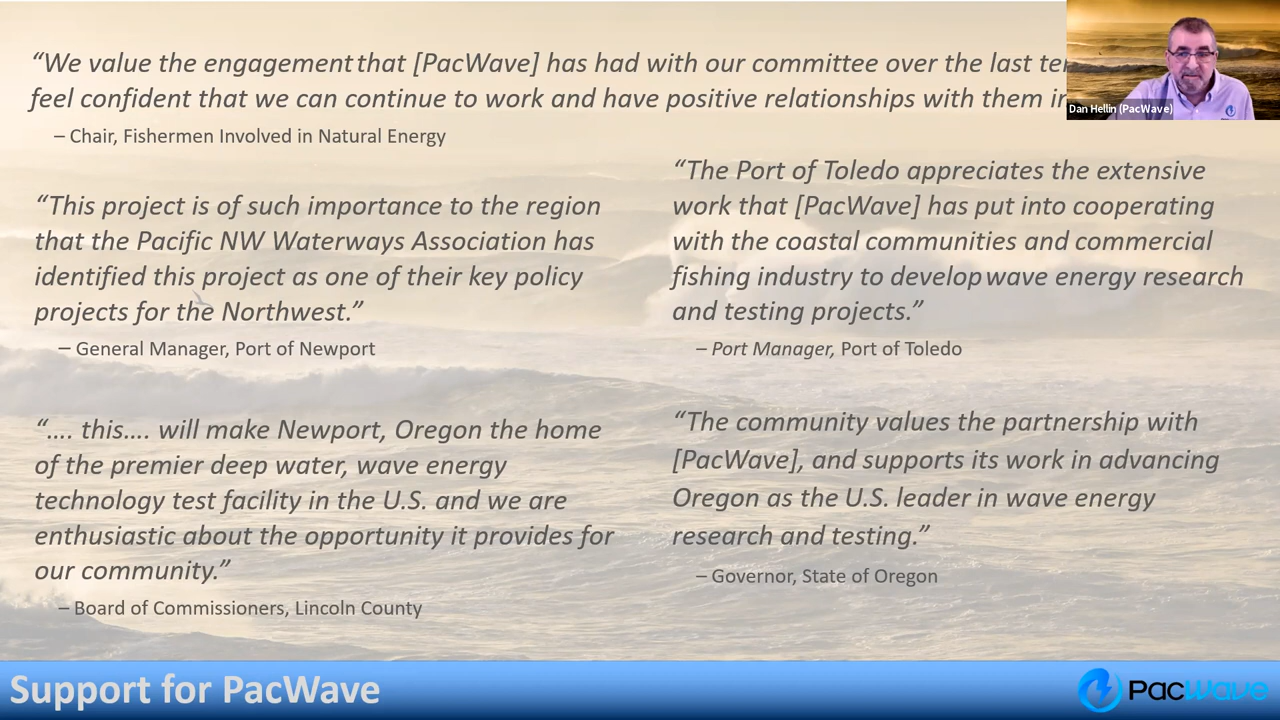 “We value the engagement that [PacWave] has had with our committee over the last
feel confident that we can continue to work and have positive relationships with them
– Chair, Fishermen Involved in Natural Energy
“This project is of such importance to the region
that the Pacific NW Waterways Association has
identified this project as one of their key policy
projects for the Northwest.”
– General Manager, Port of Newport
“The Port of Toledo appreciates the extensive
work that [PacWave] has put into cooperating
with the coastal communities and commercial
fishing industry to develop wave energy research
and testing projects.”
– Port Manager, Port of Toledo
“.... this.... will make Newport, Oregon the home
of the premier deep water, wave energy
technology test facility in the U.S. and we are
enthusiastic about the opportunity it provides for
our community.”
– Board of Commissioners, Lincoln County
“The community values the partnership with
[PacWave], and supports its work in advancing
Oregon as the U.S. leader in wave energy
research and testing.”
– Governor, State of Oregon
Dan Hellin (PacWave)
Support for PacWave
PacWave